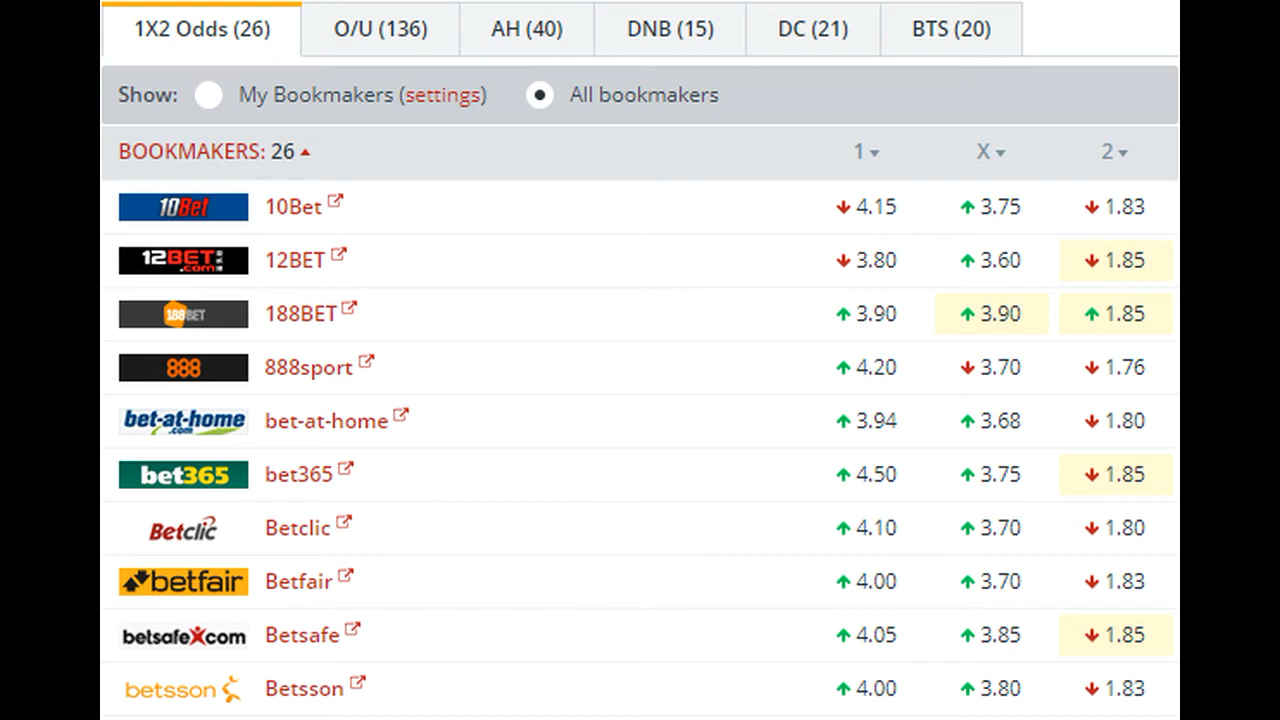 1X2 Odds (26) O/U (136) AH (40) DNB (15) DC (21) BTS (20)
Show: My Bookmakers (settings) All bookmakers
BOOKMAKERS: 26 1 X 2
10Bet 10Bet 4.15 3.75 1.83
12BET.com 12BET 3.80 3.60 1.85
188BET 188BET 3.90 3.90 1.85
888 888sport 4.20 3.70 1.76
bet-at-home.com bet-at-home 3.94 3.68 1.80
bet365 bet365 4.50 3.75 1.85
Betclic Betclic 4.10 3.70 1.80
betfair Betfair 4.00 3.70 1.83
betsafe com Betsafe 4.05 3.85 1.85
betsson Betsson 4.00 3.80 1.83